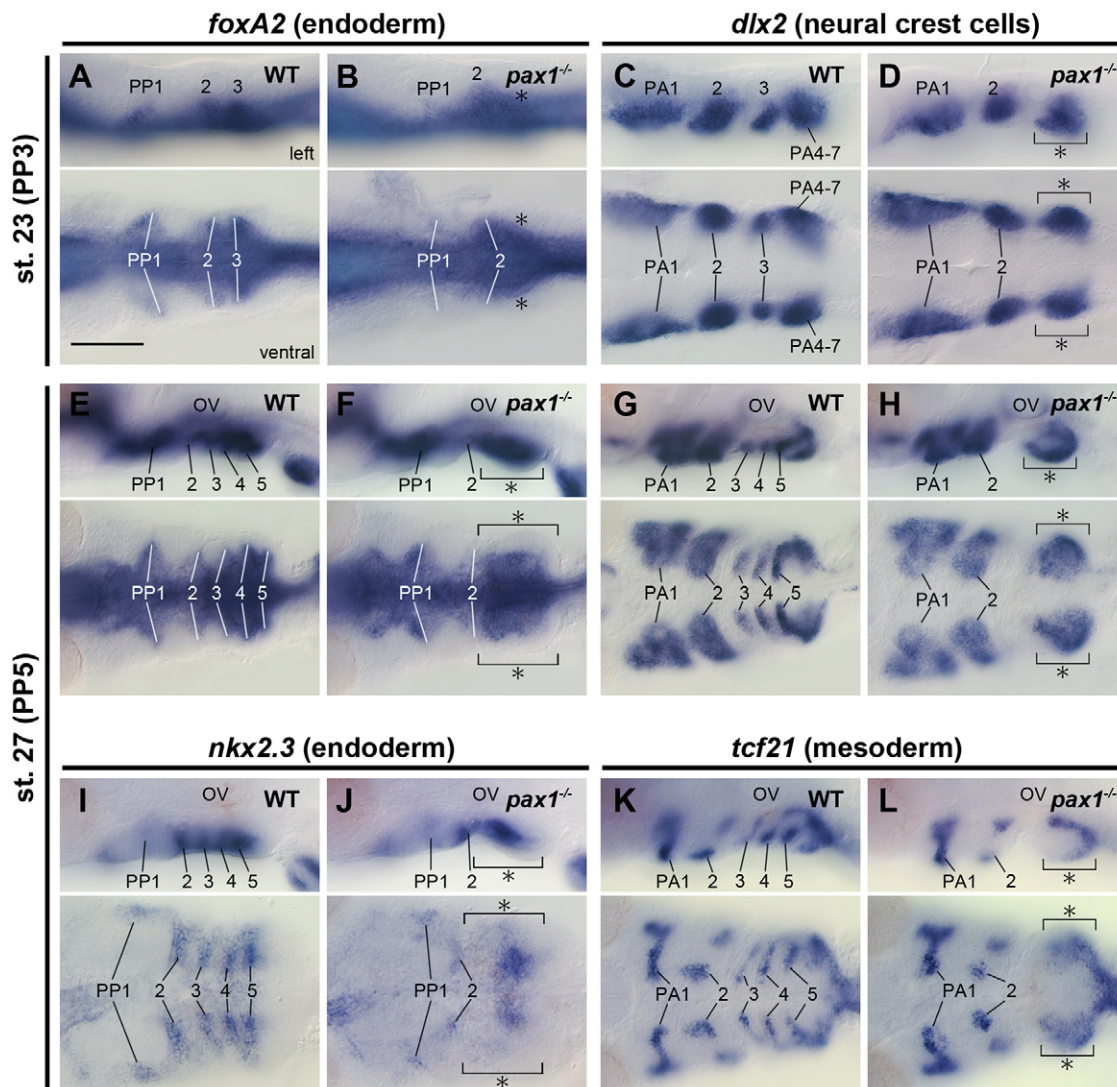 foxA2 (endoderm) dlx2 (neural crest cells)
st. 23 (PP3)
A WT
PP1 2 3
left
PP1 2 3
ventral
B pax1-/-
PP1 2 *
*
PP1 2
*
C WT
PA1 2 3
PA4-7
PA4-7
PA1 2 3
PA4-7
D pax1-/-
PA1 2
*
*
PA1 2
*
st. 27 (PP5)
E OV WT
PP1 2 3 4 5
PP1 2 3 4 5
F OV pax1-/-
PP1 2 *
*
PP1 2
*
G OV WT
PA1 2 3 4 5
PA1 2 3 4 5
H OV pax1-/-
PA1 2 *
*
PA1 2
*
nkx2.3 (endoderm) tcf21 (mesoderm)
I OV WT
PP1 2 3 4 5
PP1 2 3 4 5
J OV pax1-/-
PP1 2 *
*
PP1 2
*
K OV WT
PA1 2 3 4 5
PA1 2 3 4 5
L OV pax1-/-
PA1 2 *
*
PA1 2
*